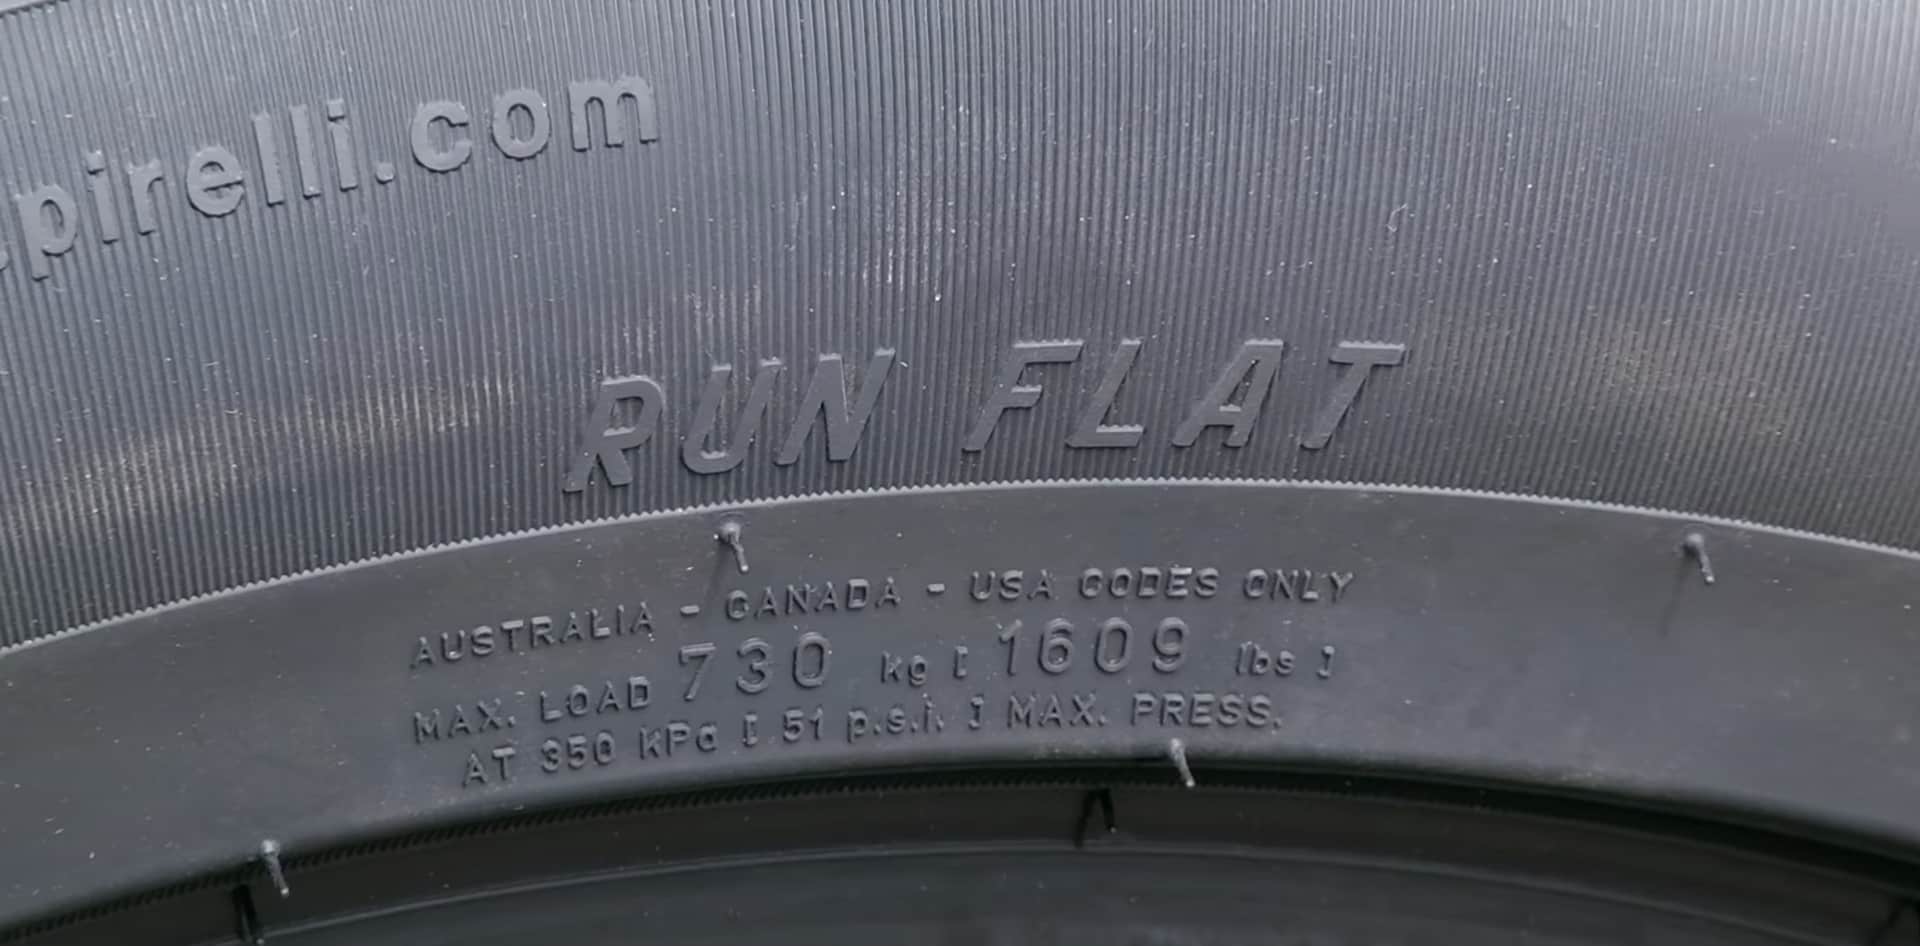 pirelli.com
RUN FLAT
AUSTRALIA - CANADA - USA CODES ONLY
MAX. LOAD 730 kg [ 1609 lbs ]
AT 350 kPa [ 51 p.s.i. ] MAX. PRESS.